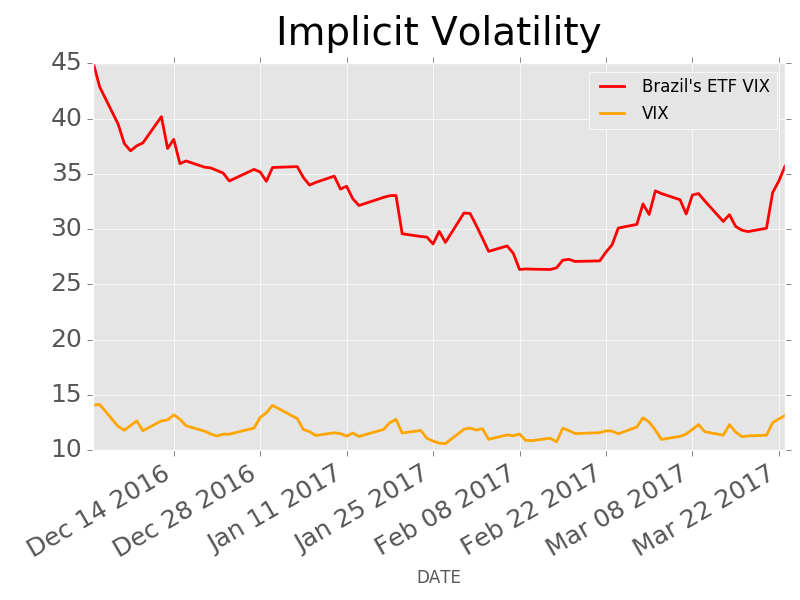 Implicit Volatility
Brazil's ETF VIX
VIX
45
40
35
30
25
20
15
10
Dec 14 2016
Dec 28 2016
Jan 11 2017
Jan 25 2017
Feb 08 2017
Feb 22 2017
Mar 08 2017
Mar 22 2017
DATE